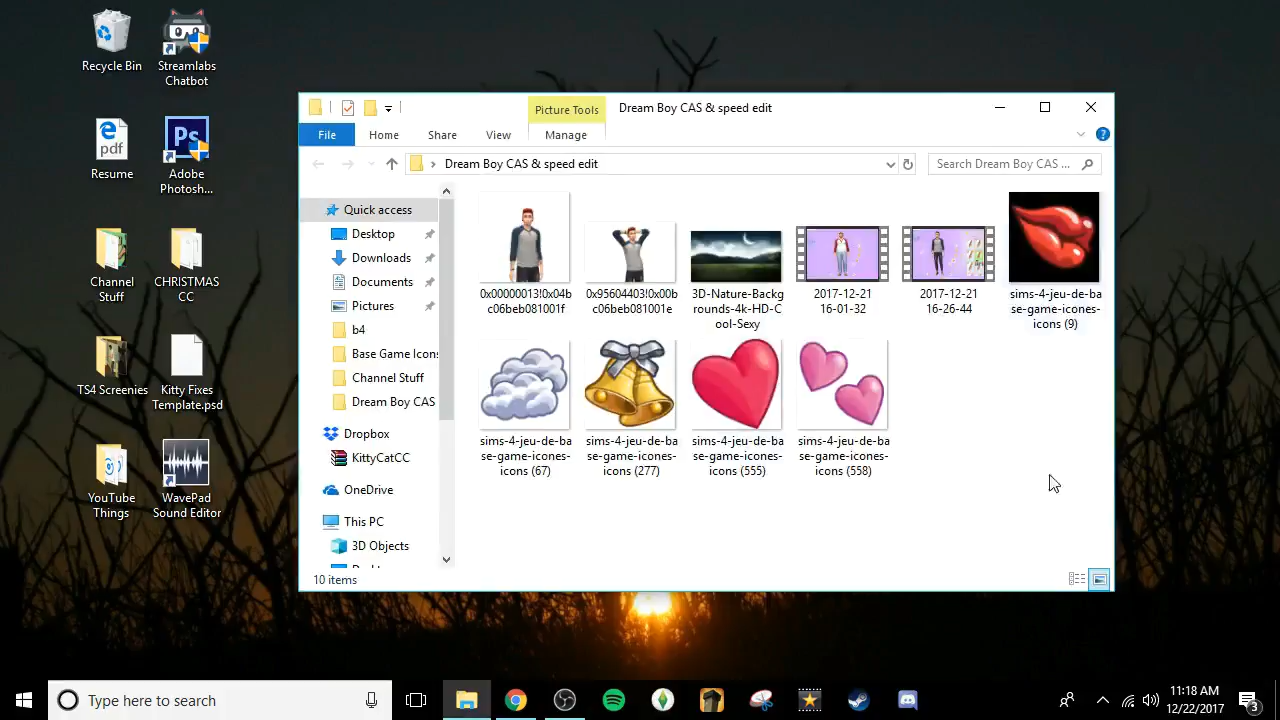 Recycle Bin
Streamlabs
Chatbot
Resume
Adobe
Photosh...
Channel
Stuff
CHRISTMAS
CC
TS4 Screenies
Kitty Fixes
Template.psd
YouTube
Things
WavePad
Sound Editor
Picture Tools
Dream Boy CAS & speed edit
File
Home
Share
View
Manage
Dream Boy CAS & speed edit
Search Dream Boy CAS ...
Quick access
Desktop
Downloads
Documents
Pictures
b4
Base Game Icons
Channel Stuff
Dream Boy CAS
Dropbox
KittyCatCC
OneDrive
This PC
3D Objects
0x00000013!0x04b
c06beb081001f
0x95604403!0x00b
c06beb081001e
3D-Nature-Backg
rounds-4k-HD-C
ool-Sexy
2017-12-21
16-01-32
2017-12-21
16-26-44
sims-4-jeu-de-ba
se-game-icones-
icons (9)
sims-4-jeu-de-ba
se-game-icones-
icons (67)
sims-4-jeu-de-ba
se-game-icones-
icons (277)
sims-4-jeu-de-ba
se-game-icones-
icons (555)
sims-4-jeu-de-ba
se-game-icones-
icons (558)
10 items
Type here to search
11:18 AM
12/22/2017
3